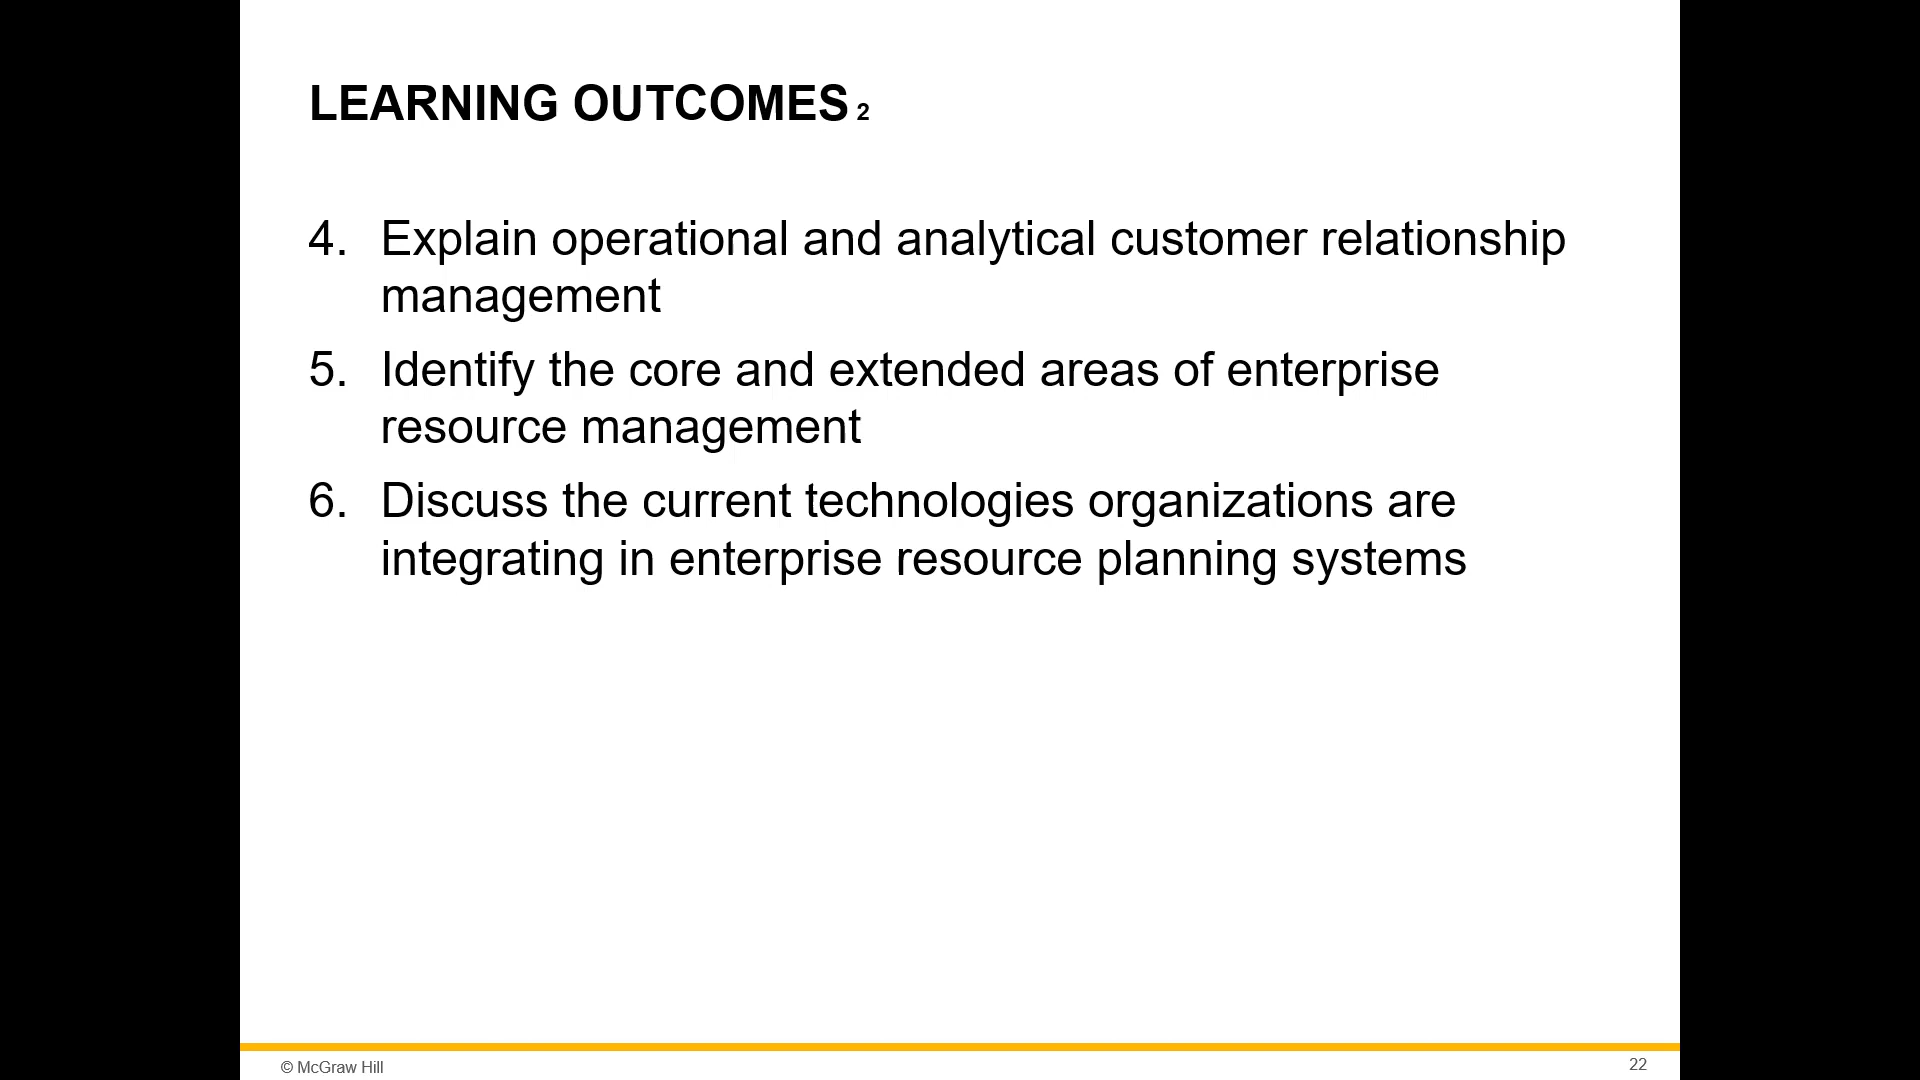 LEARNING OUTCOMES 2
4. Explain operational and analytical customer relationship
management
5. Identify the core and extended areas of enterprise
resource management
6. Discuss the current technologies organizations are
integrating in enterprise resource planning systems
© McGraw Hill
22